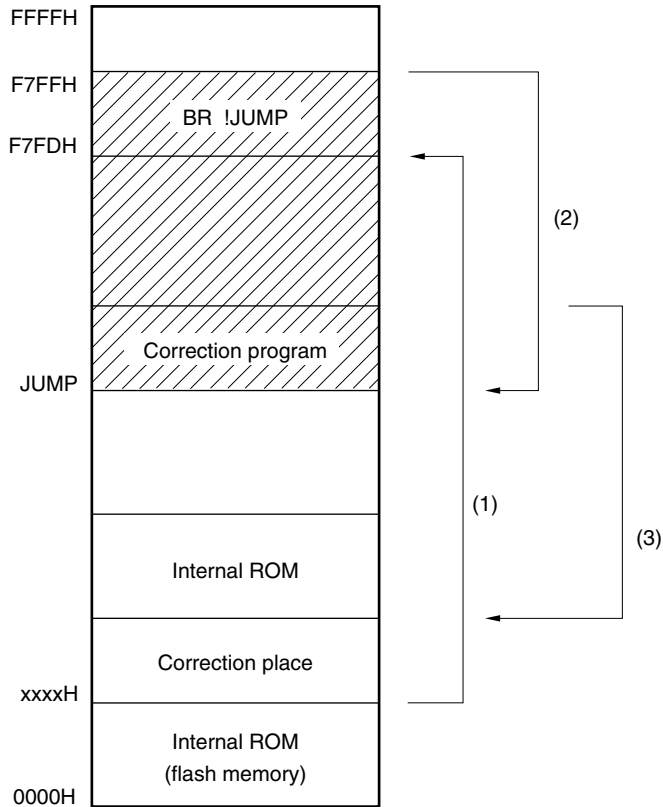 FFFFH
F7FFH
BR !JUMP
F7FDH
(2)
Correction program
JUMP
(1)
(3)
Internal ROM
Correction place
xxxxH
Internal ROM
(flash memory)
0000H